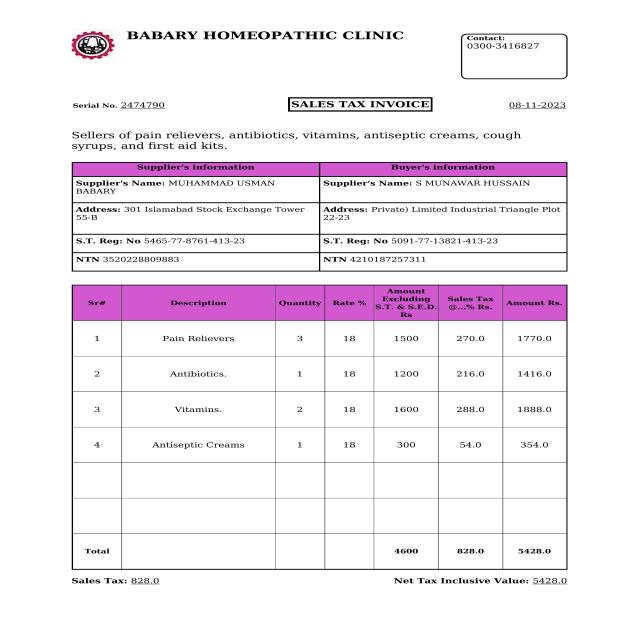 BABARY HOMEOPATHIC CLINIC
Contact:
0300-3416827
Serial No. 2474790 SALES TAX INVOICE 08-11-2023
Sellers of pain relievers, antibiotics, vitamins, antiseptic creams, cough
syrups, and first aid kits.
Supplier's information Buyer's information
Supplier's Name: MUHAMMAD USMAN
BABARY
Supplier's Name: S MUNAWAR HUSSAIN
Address: 301 Islamabad Stock Exchange Tower
55-B
Address: Private) Limited Industrial Triangle Plot
22-23
S.T. Reg: No 5465-77-8761-413-23 S.T. Reg: No 5091-77-13821-413-23
NTN 3520228809883 NTN 4210187257311
Sr# Description Quantity Rate % Amount Excluding S.T. & S.E.D. Rs Sales Tax @...% Rs. Amount Rs.
1 Pain Relievers 3 18 1500 270.0 1770.0
2 Antibiotics. 1 18 1200 216.0 1416.0
3 Vitamins. 2 18 1600 288.0 1888.0
4 Antiseptic Creams 1 18 300 54.0 354.0
Total 4600 828.0 5428.0
Sales Tax: 828.0 Net Tax Inclusive Value: 5428.0